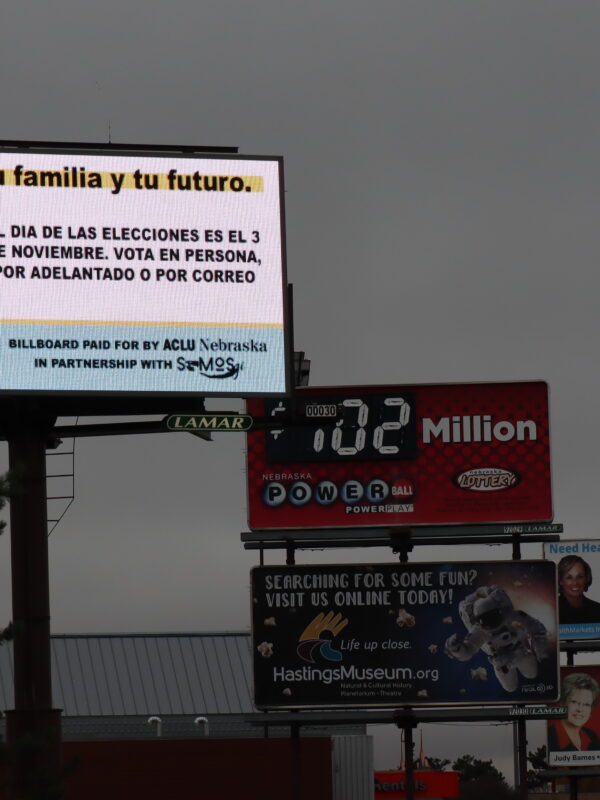 familia y tu futuro.
DIA DE LAS ELECCIONES ES EL 3
NOVIEMBRE. VOTA EN PERSONA,
POR ADELANTADO O POR CORREO
BILLBOARD PAID FOR BY ACLU Nebraska
IN PARTNERSHIP WITH SeMOS
LAMAR
00030
$102 Million
NEBRASKA
POWERBALL
POWERPLAY
nebraska
LOTTERY
LAMAR
SEARCHING FOR SOME FUN?
VISIT US ONLINE TODAY!
Life up close.
HastingsMuseum.org
Natural & Cultural History
Planetarium - Theatre
LAMAR
Need
Judy Barnes